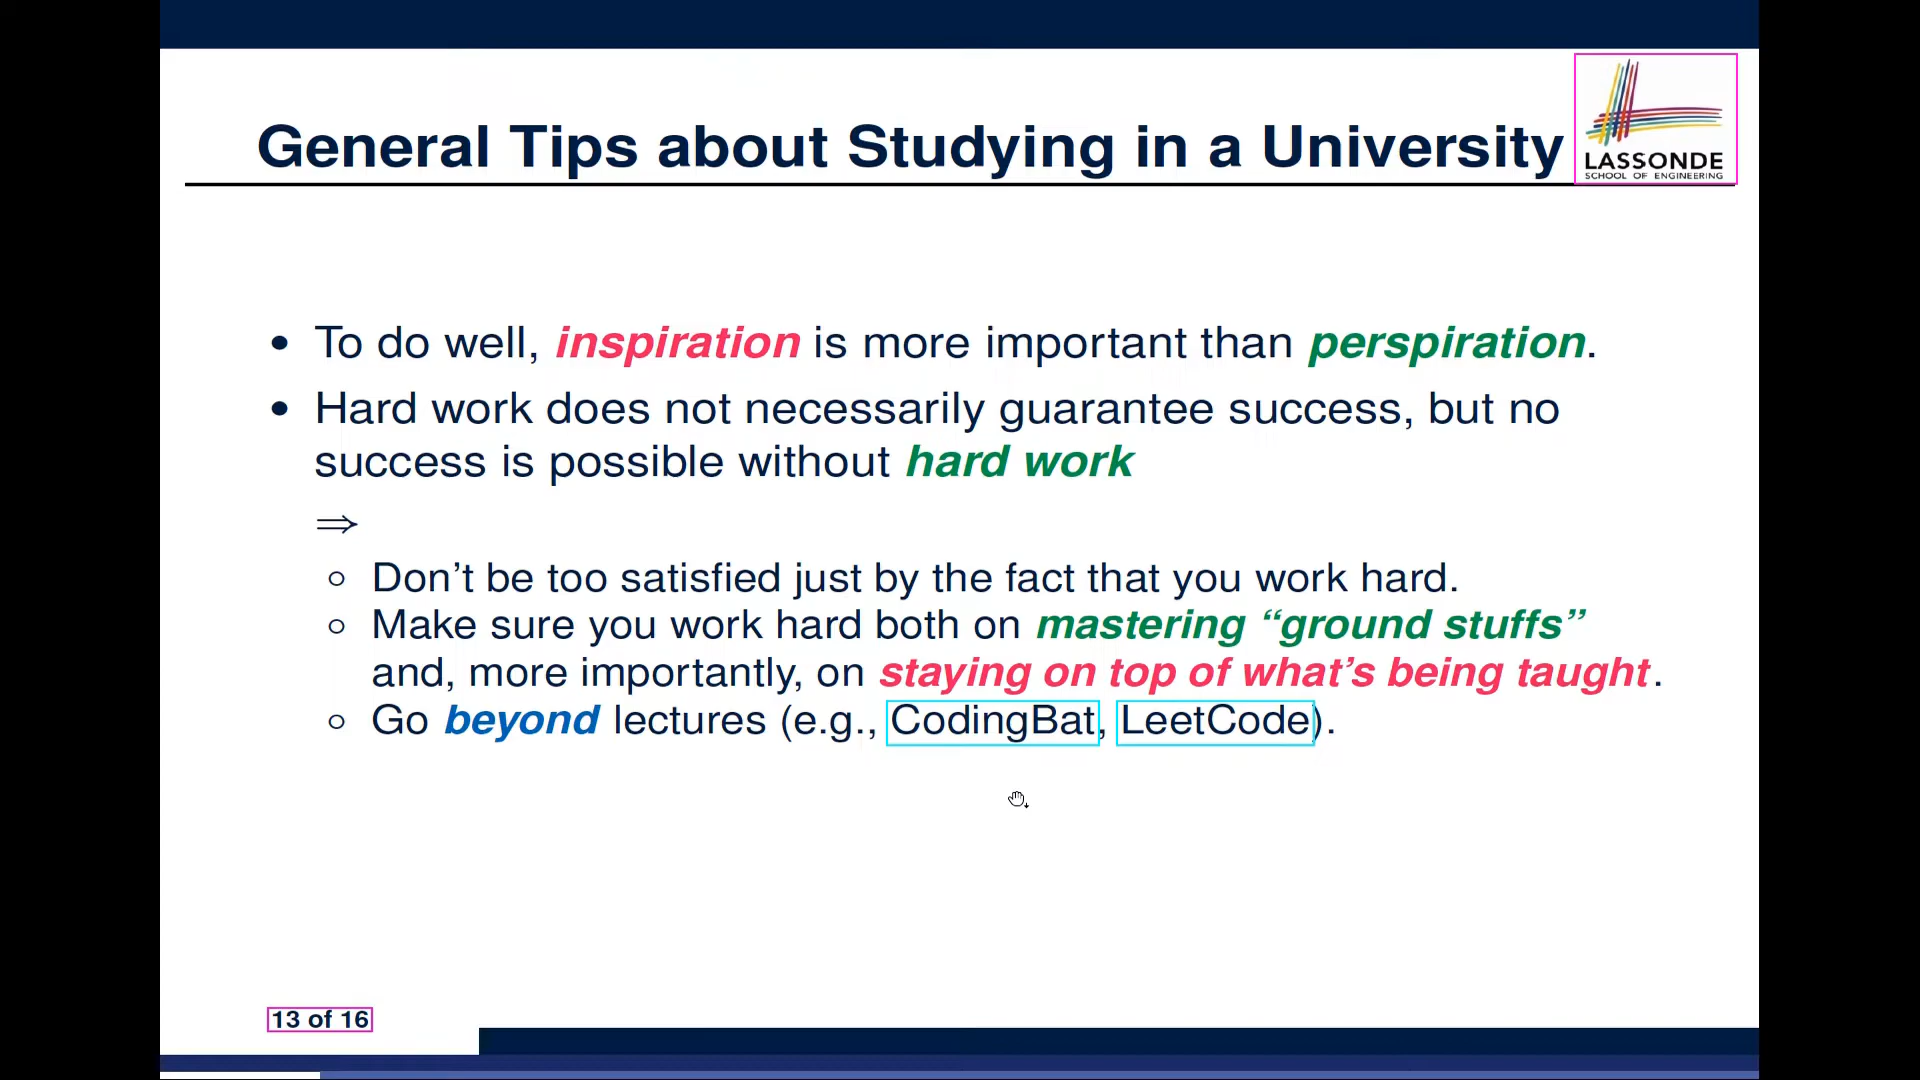 General Tips about Studying in a University
LASSONDE
SCHOOL OF ENGINEERING
• To do well, inspiration is more important than perspiration.
• Hard work does not necessarily guarantee success, but no
success is possible without hard work
⇒
○ Don’t be too satisfied just by the fact that you work hard.
○ Make sure you work hard both on mastering “ground stuffs”
and, more importantly, on staying on top of what’s being taught.
○ Go beyond lectures (e.g., CodingBat, LeetCode).
13 of 16